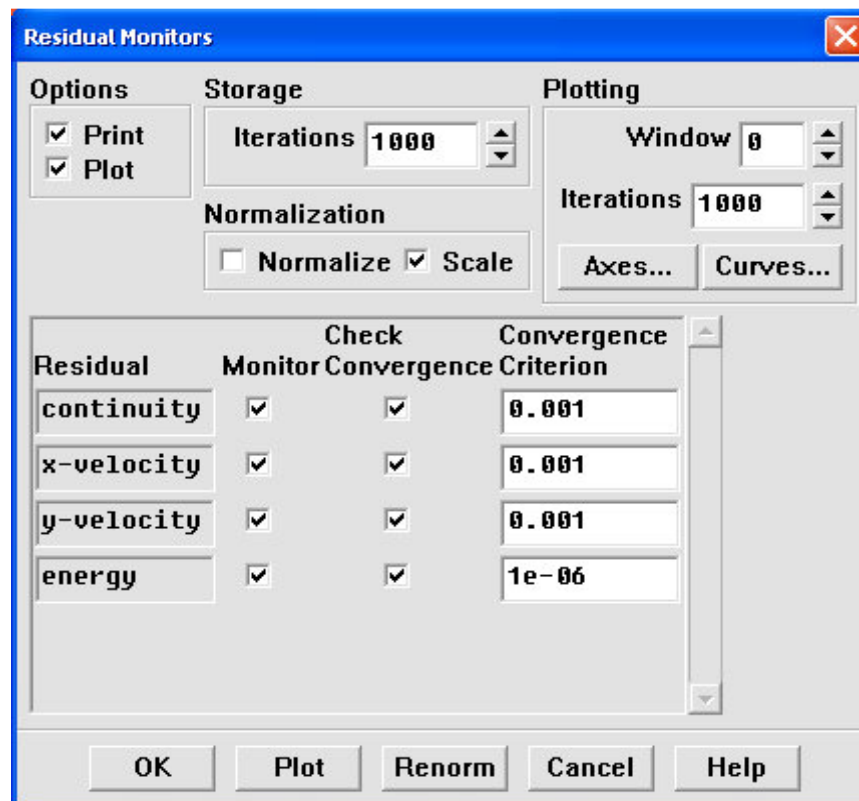 Residual Monitors
Options
Print
Plot
Storage
Iterations 1000
Normalization
Normalize Scale
Plotting
Window 0
Iterations 1000
Axes... Curves...
Residual Monitor Check Convergence Convergence Criterion
continuity 0.001
x-velocity 0.001
y-velocity 0.001
energy 1e-06
OK Plot Renorm Cancel Help